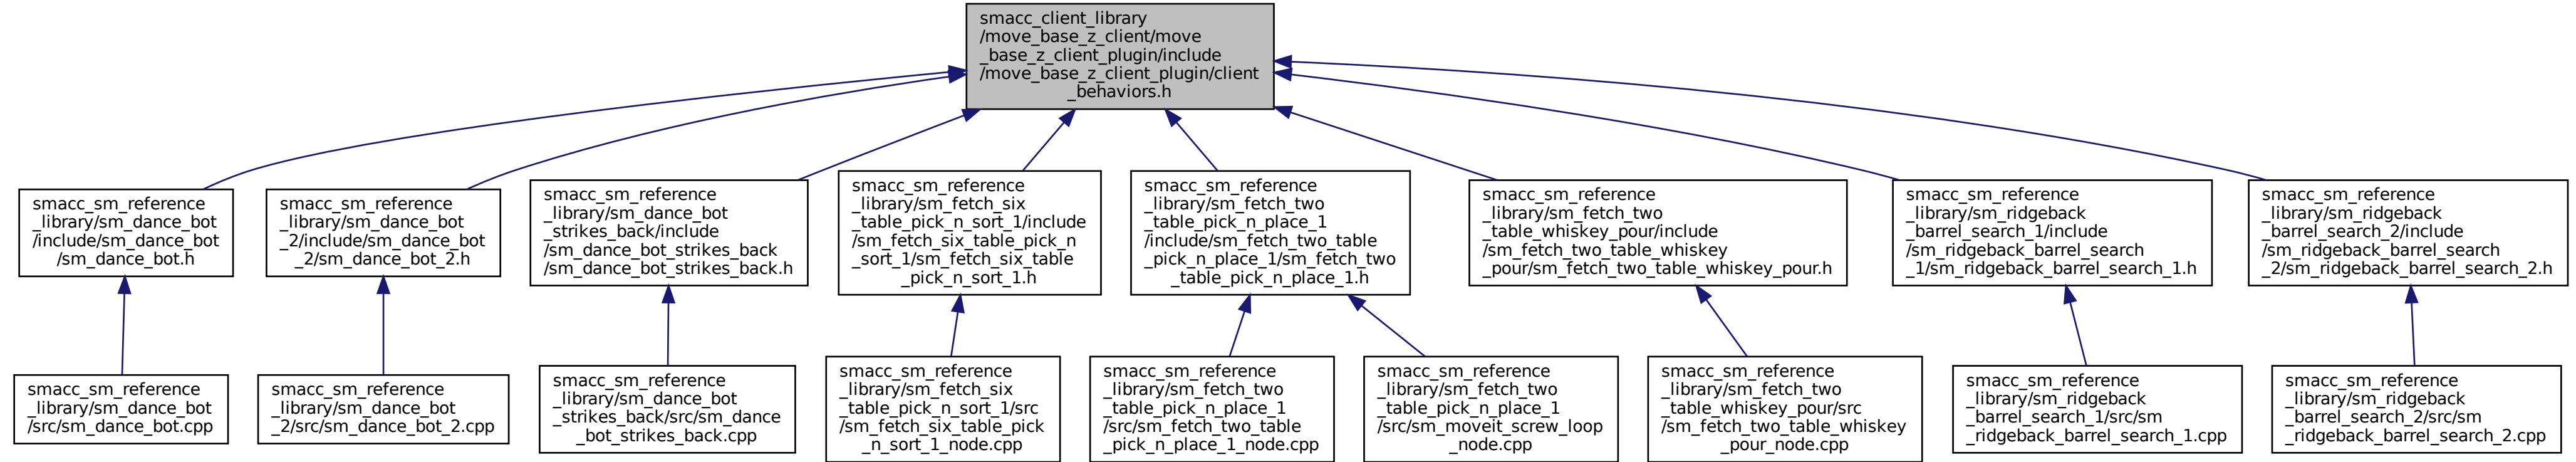 smacc_client_library
/move_base_z_client/move
_base_z_client_plugin/include
/move_base_z_client_plugin/client
_behaviors.h
smacc_sm_reference
_library/sm_dance_bot
/include/sm_dance_bot
/sm_dance_bot.h
smacc_sm_reference
_library/sm_dance_bot
_2/include/sm_dance_bot
_2/sm_dance_bot_2.h
smacc_sm_reference
_library/sm_dance_bot
_strikes_back/include
/sm_dance_bot_strikes_back
/sm_dance_bot_strikes_back.h
smacc_sm_reference
_library/sm_fetch_six
_table_pick_n_sort_1/include
/sm_fetch_six_table_pick_n
_sort_1/sm_fetch_six_table
_pick_n_sort_1.h
smacc_sm_reference
_library/sm_fetch_two
_table_pick_n_place_1
/include/sm_fetch_two_table
_pick_n_place_1/sm_fetch_two
_table_pick_n_place_1.h
smacc_sm_reference
_library/sm_fetch_two
_table_whiskey_pour/include
/sm_fetch_two_table_whiskey
_pour/sm_fetch_two_table_whiskey_pour.h
smacc_sm_reference
_library/sm_ridgeback
_barrel_search_1/include
/sm_ridgeback_barrel_search
_1/sm_ridgeback_barrel_search_1.h
smacc_sm_reference
_library/sm_ridgeback
_barrel_search_2/include
/sm_ridgeback_barrel_search
_2/sm_ridgeback_barrel_search_2.h
smacc_sm_reference
_library/sm_dance_bot
/src/sm_dance_bot.cpp
smacc_sm_reference
_library/sm_dance_bot
_2/src/sm_dance_bot_2.cpp
smacc_sm_reference
_library/sm_dance_bot
_strikes_back/src/sm_dance
_bot_strikes_back.cpp
smacc_sm_reference
_library/sm_fetch_six
_table_pick_n_sort_1/src
/sm_fetch_six_table_pick
_n_sort_1_node.cpp
smacc_sm_reference
_library/sm_fetch_two
_table_pick_n_place_1
/src/sm_fetch_two_table
_pick_n_place_1_node.cpp
smacc_sm_reference
_library/sm_fetch_two
_table_pick_n_place_1
/src/sm_moveit_screw_loop
_node.cpp
smacc_sm_reference
_library/sm_fetch_two
_table_whiskey_pour/src
/sm_fetch_two_table_whiskey
_pour_node.cpp
smacc_sm_reference
_library/sm_ridgeback
_barrel_search_1/src/sm
_ridgeback_barrel_search_1.cpp
smacc_sm_reference
_library/sm_ridgeback
_barrel_search_2/src/sm
_ridgeback_barrel_search_2.cpp